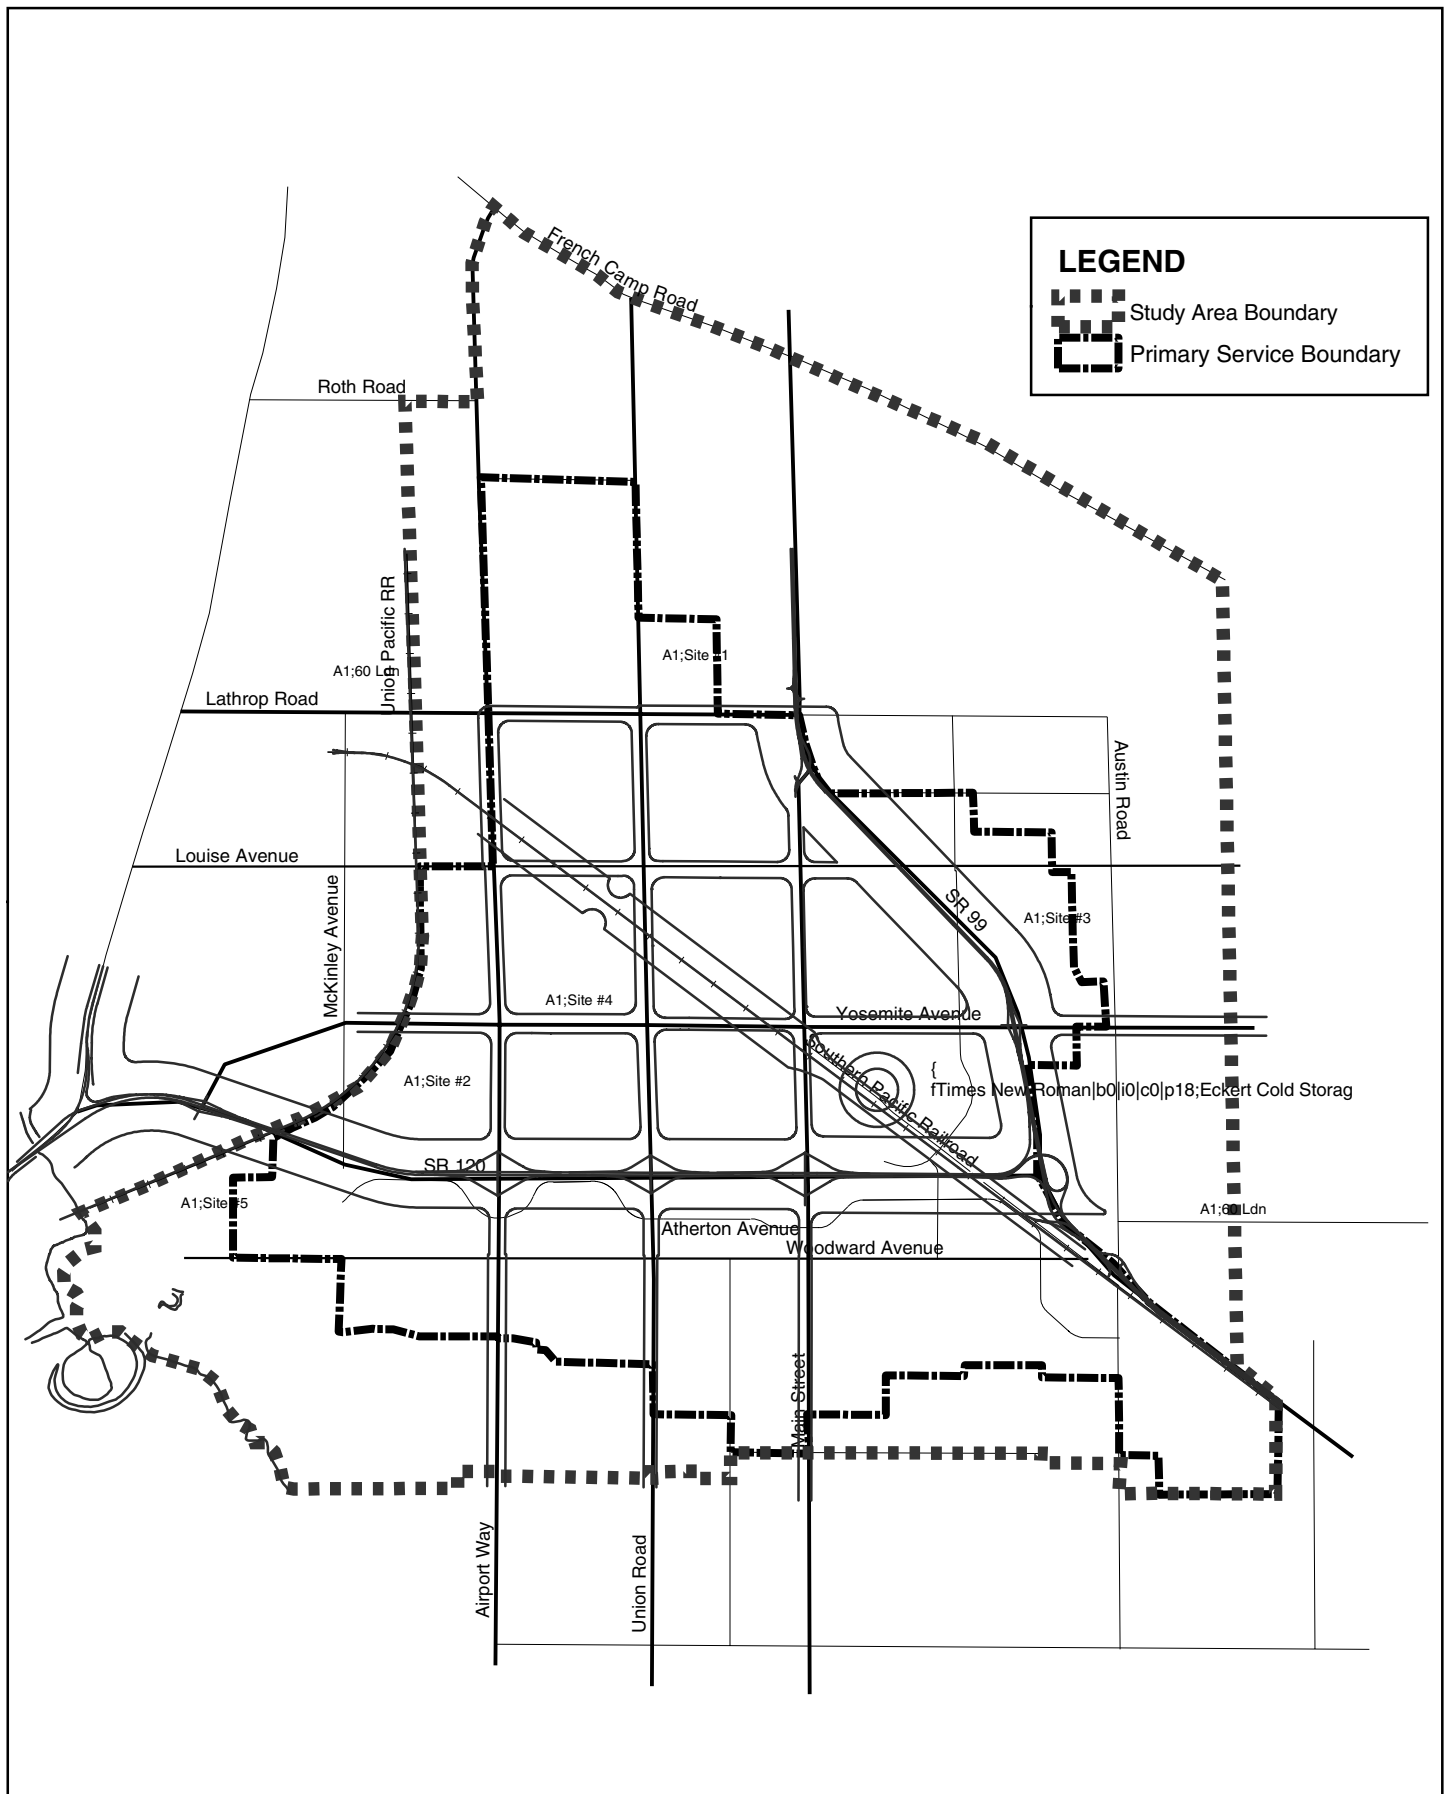 French Camp Road
LEGEND
Study Area Boundary
Primary Service Boundary
Roth Road
Union Pacific RR
A1;Site #1
A1;60 Ldn
Lathrop Road
Austin Road
Louise Avenue
McKinley Avenue
SR 99
A1;Site #3
A1;Site #4
Yosemite Avenue
Southern Pacific Railroad
{
fTimes New Roman|b0|i0|c0|p18;Eckert Cold Storag
A1;Site #2
SR 120
A1;Site #5
A1;60 Ldn
Atherton Avenue
Woodward Avenue
Main Street
Airport Way
Union Road